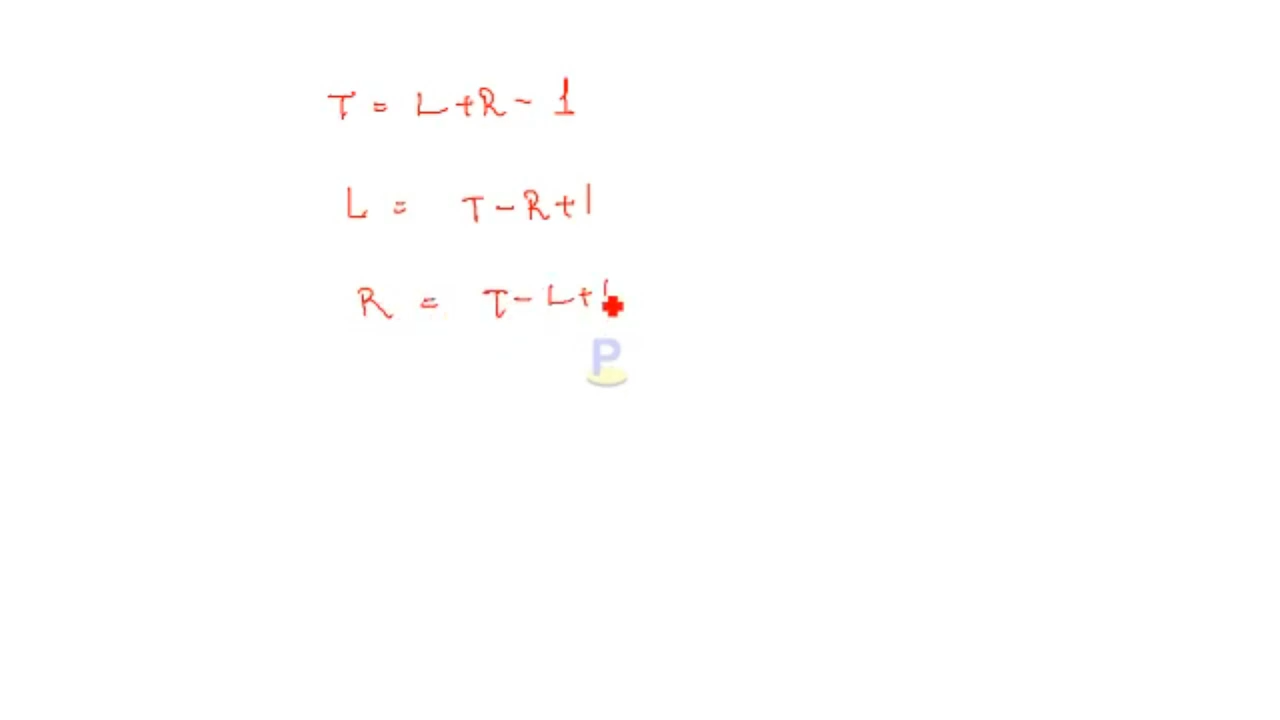 T = L+R-1
L = T-R+1
R = T-L+1
P